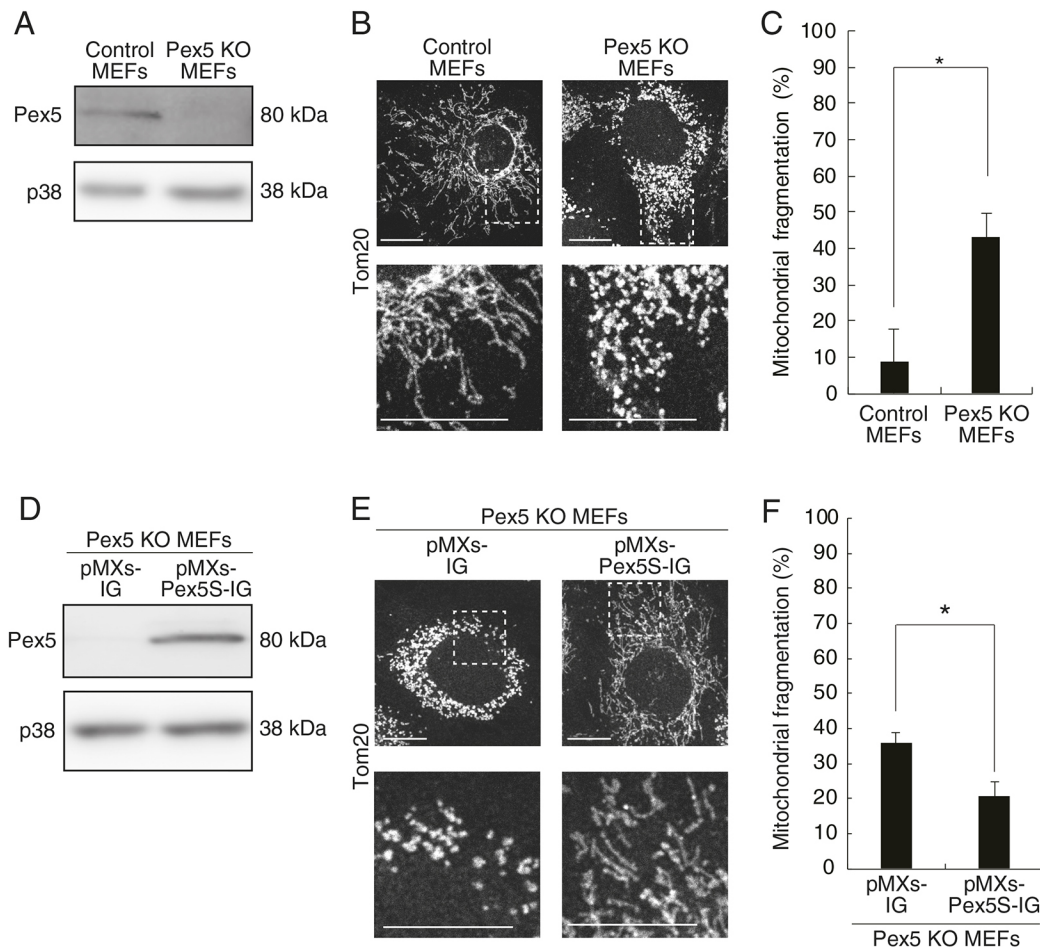 A
Control
MEFs
Pex5 KO
MEFs
Pex5
80 kDa
p38
38 kDa
B
Control
MEFs
Pex5 KO
MEFs
Tom20
C
Mitochondrial fragmentation (%)
100
90
80
70
60
50
40
30
20
10
0
*
Control
MEFs
Pex5 KO
MEFs
D
Pex5 KO MEFs
pMXs-
IG
pMXs-
Pex5S-IG
Pex5
80 kDa
p38
38 kDa
E
Pex5 KO MEFs
pMXs-
IG
pMXs-
Pex5S-IG
Tom20
F
Mitochondrial fragmentation (%)
100
90
80
70
60
50
40
30
20
10
0
*
pMXs-
IG
pMXs-
Pex5S-IG
Pex5 KO MEFs